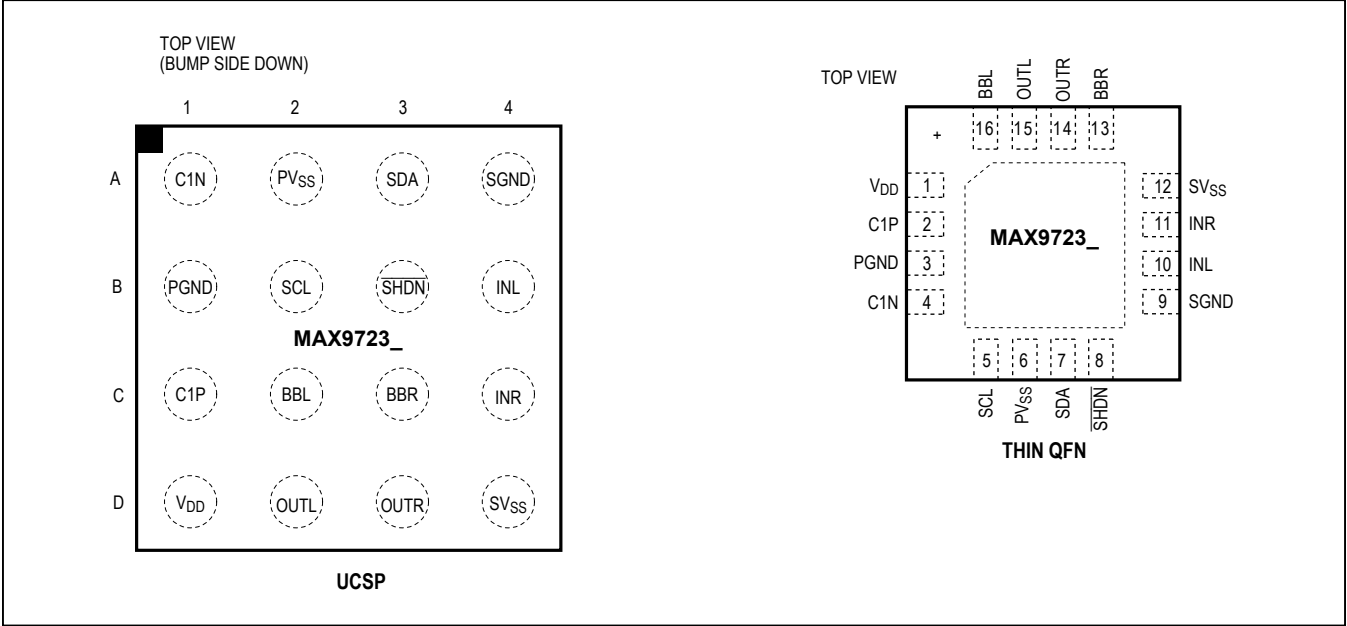 TOP VIEW
(BUMP SIDE DOWN)
1 2 3 4
A C1N PVSS SDA SGND
B PGND SCL SHDN INL
MAX9723_
C C1P BBL BBR INR
D VDD OUTL OUTR SVSS
UCSP
TOP VIEW
BBL OUTL OUTR BBR
+ 16 15 14 13
VDD 1 12 SVSS
C1P 2 11 INR
MAX9723_
PGND 3 10 INL
C1N 4 9 SGND
5 6 7 8
SCL PVSS SDA SHDN
THIN QFN